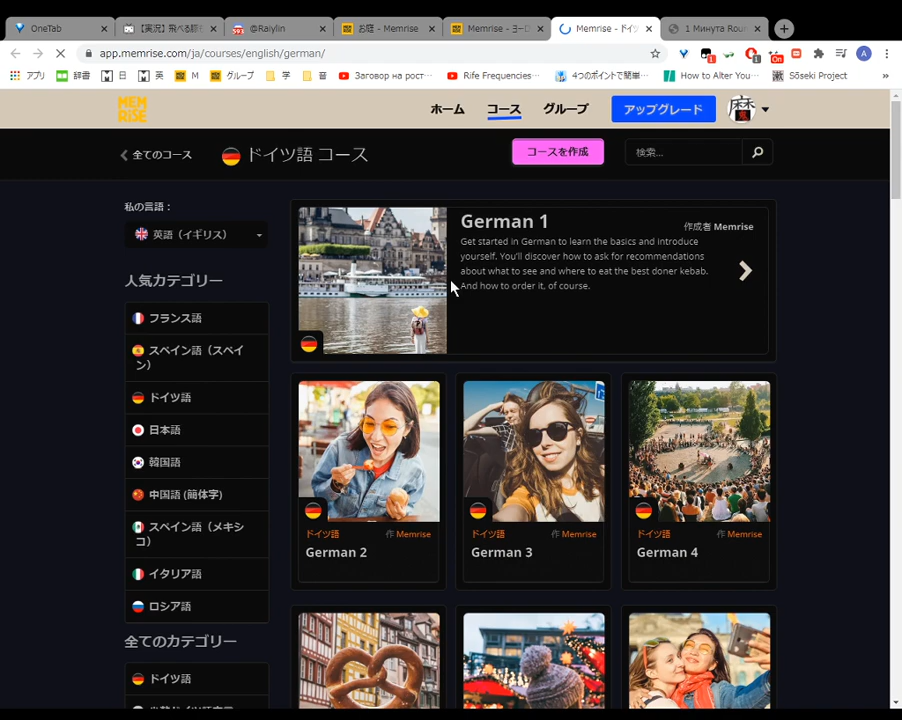 OneTab
【実況】飛べる豚
@Raiylin
お庭 - Memrise
Memrise - ヨーロ
Memrise - ドイツ
1 Минута Roun
app.memrise.com/ja/courses/english/german/
アプリ
辞書
日
英
M
グループ
学
音
Заговор на рост…
Rife Frequencies…
4つのポイントで簡単…
How to Alter You…
Sōseki Project
MEM
RiSE
ホーム
コース
グループ
アップグレード
全てのコース
ドイツ語 コース
コースを作成
検索...
私の言語：
英語（イギリス）
人気カテゴリー
フランス語
スペイン語（スペイ
ン）
ドイツ語
日本語
韓国語
中国語 (簡体字)
スペイン語（メキシ
コ）
イタリア語
ロシア語
全てのカテゴリー
ドイツ語
German 1
作成者 Memrise
Get started in German to learn the basics and introduce
yourself. You'll discover how to ask for recommendations
about what to see and where to eat the best doner kebab.
And how to order it, of course.
ドイツ語 作 Memrise
German 2
ドイツ語 作 Memrise
German 3
ドイツ語 作 Memrise
German 4